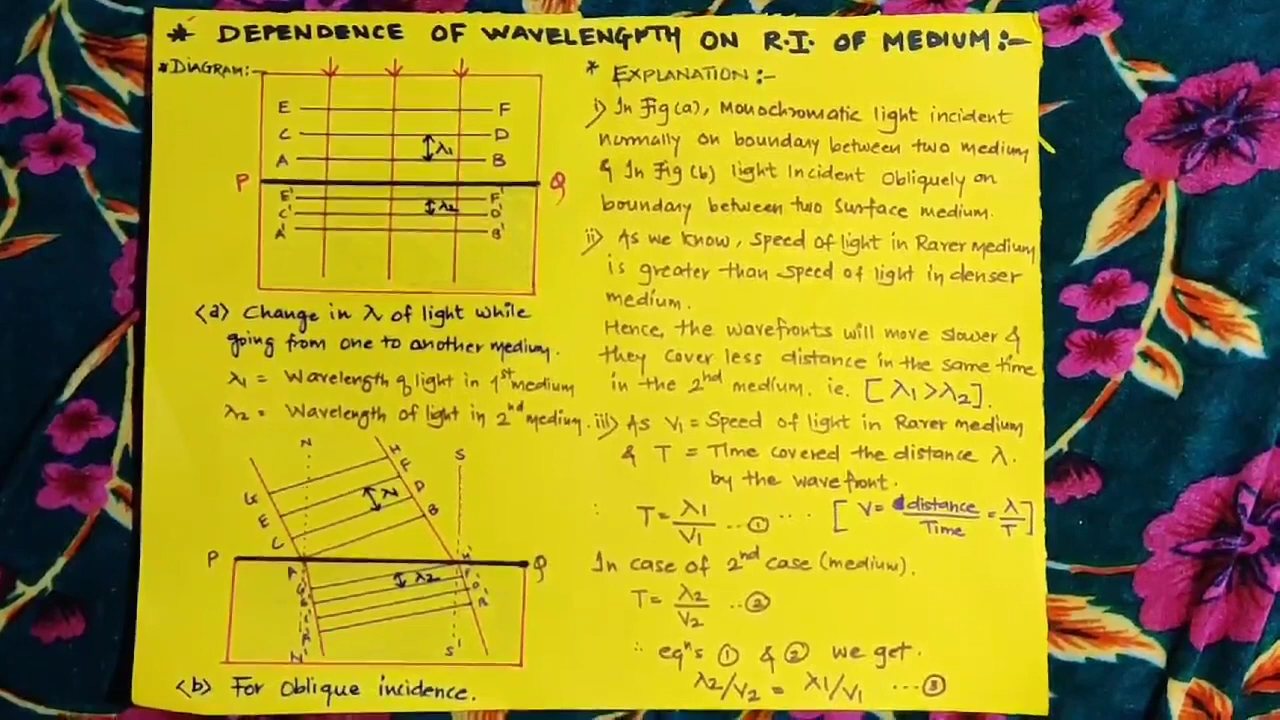 * DEPENDENCE OF WAVELENGPTH ON R.I. OF MEDIUM:-
* DIAGRAM:-
E F
C D
λ1
A B
P Q
E' F'
C' λ2 D'
A' B'
<a> Change in λ of light while
going from one to another medium.
λ1 = Wavelength of light in 1st medium
λ2 = Wavelength of light in 2nd medium.
N S
H
G F
E D
C B
P Q
A
λ2
N' S'
<b> For oblique incidence.
* EXPLANATION:-
i) In Fig(a), Monochromatic light incident
normally on boundary between two medium
& In Fig(b) light Incident Obliquely on
boundary between two Surface medium.
ii) As we know, Speed of light in Rarer medium
is greater than speed of light in denser
medium.
Hence, the wavefronts will move slower &
they cover less distance in the same time
in the 2nd medium. ie. [λ1>λ2].
iii) As V1 = Speed of light in Rarer medium
& T = Time covered the distance λ.
by the wavefront.
∴ T = λ1/V1 ...① .... [V = distance/Time = λ/T]
In case of 2nd case (medium).
T = λ2/V2 ..②
∴ eqns ① & ② we get.
λ2/V2 = λ1/V1 ...③